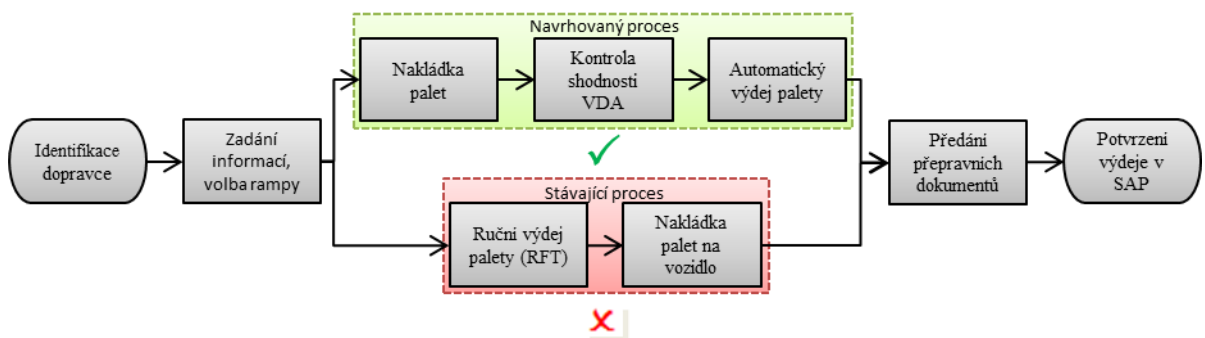 Navrhovaný proces
Nakládka
palet
Kontrola
shodnosti
VDA
Automatický
výdej palety
Identifikace
dopravce
Zadání
informací,
volba rampy
Stávající proces
Ruční výdej
palety (RFT)
Nakládka
palet na
vozidlo
Předání
přepravních
dokumentů
Potvrzení
výdeje v
SAP